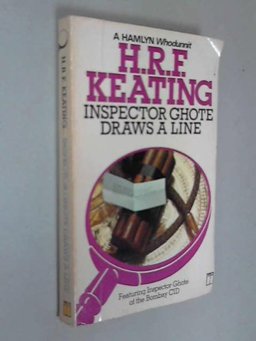 A HAMLYN Whodunnit
H.R.F.
KEATING
INSPECTOR GHOTE
DRAWS A LINE
Featuring Inspector Ghote
of the Bombay CID
H.R.F. KEATING
INSPECTOR GHOTE DRAWS A LINE